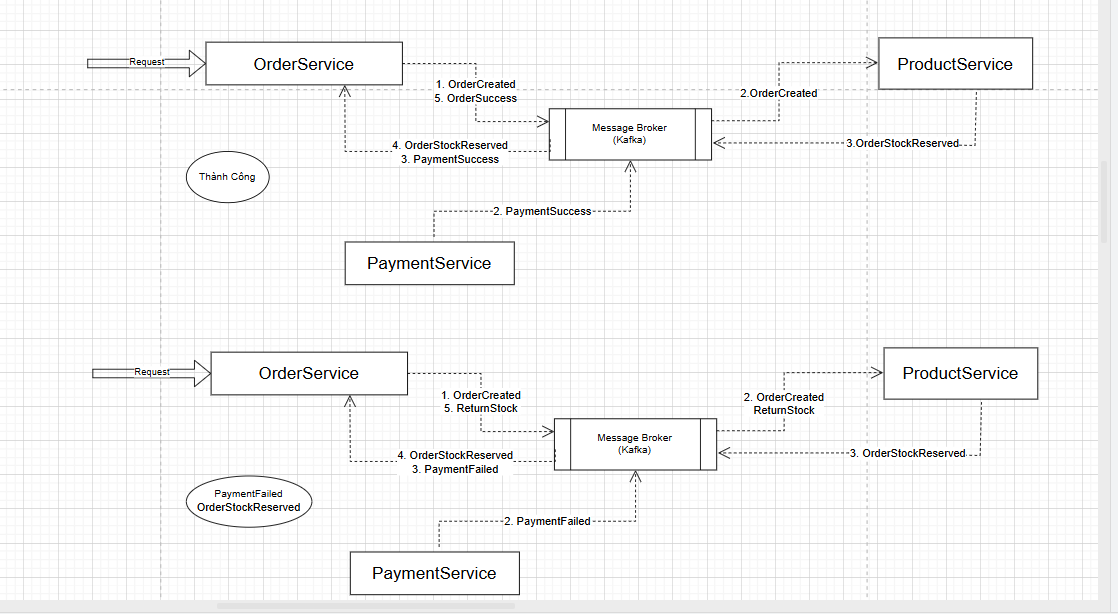 Request
OrderService
1. OrderCreated
5. OrderSuccess
2.OrderCreated
ProductService
Message Broker
(Kafka)
4. OrderStockReserved
3. PaymentSuccess
3.OrderStockReserved
Thành Công
2. PaymentSuccess
PaymentService
Request
OrderService
1. OrderCreated
5. ReturnStock
2. OrderCreated
ReturnStock
ProductService
Message Broker
(Kafka)
4. OrderStockReserved
3. PaymentFailed
3. OrderStockReserved
PaymentFailed
OrderStockReserved
2. PaymentFailed
PaymentService